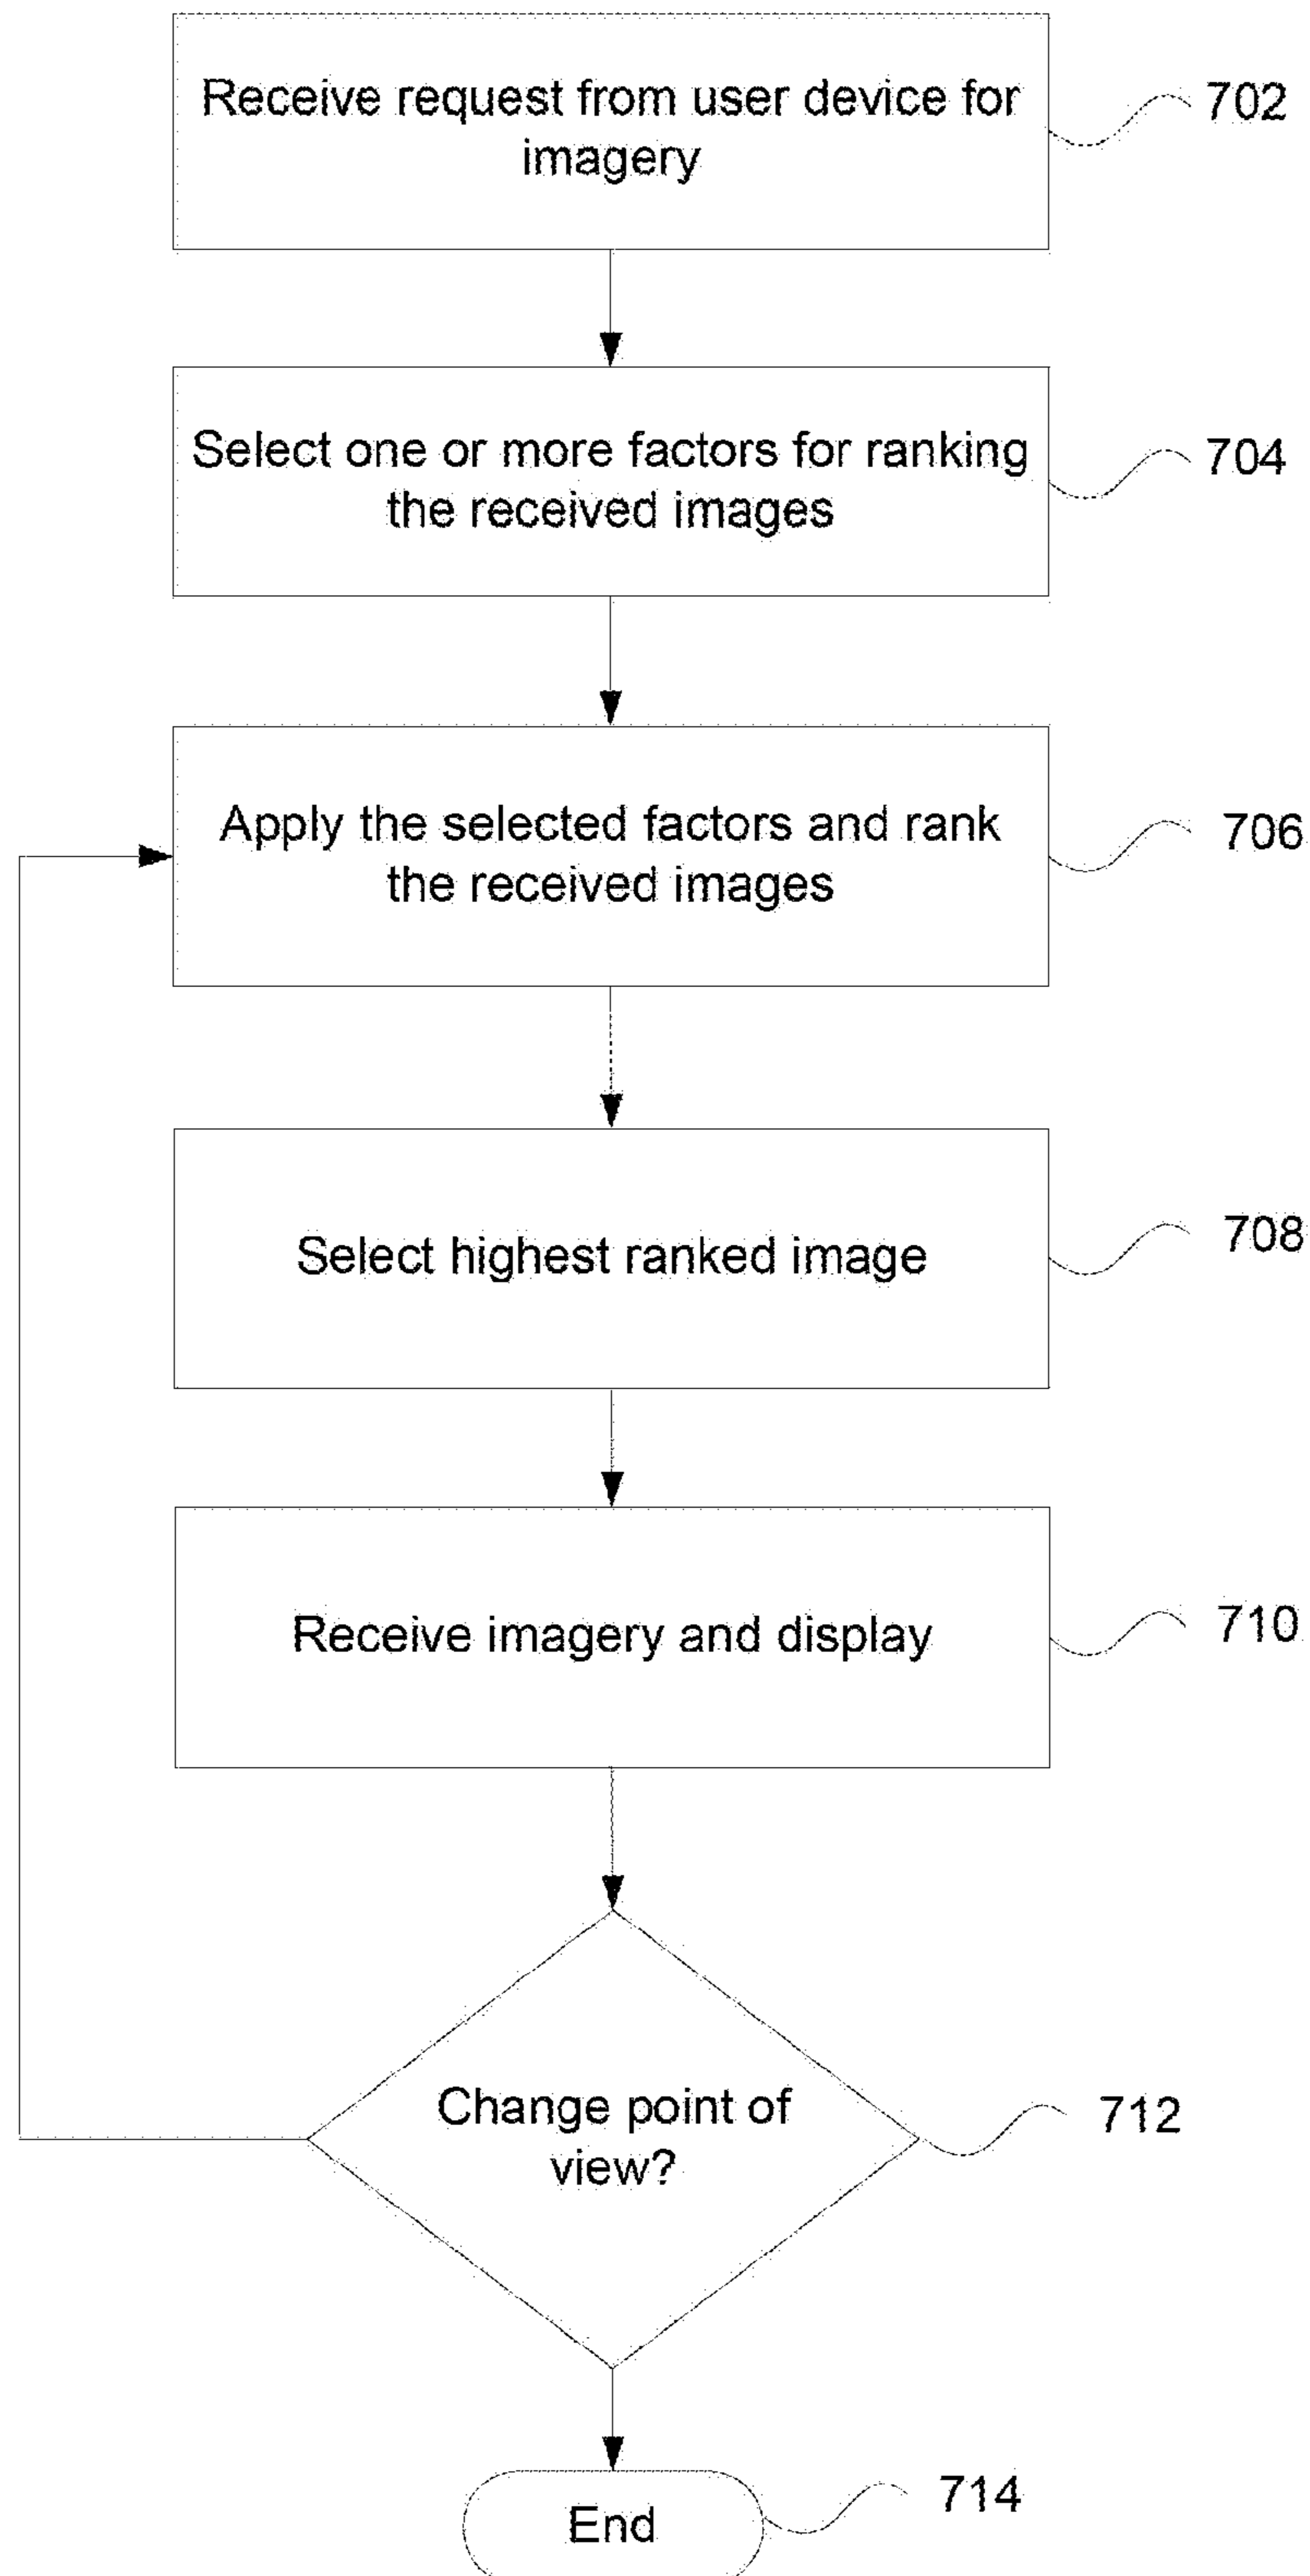 Receive request from user device for
imagery
702
Select one or more factors for ranking
the received images
704
Apply the selected factors and rank
the received images
706
Select highest ranked image
708
Receive imagery and display
710
Change point of
view?
712
End
714